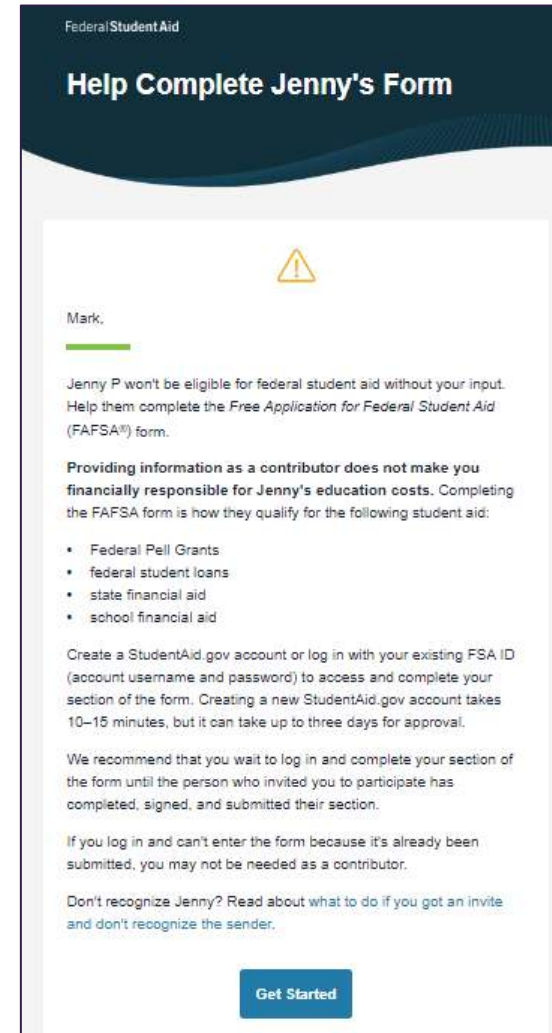 Federal Student Aid
Help Complete Jenny's Form
Mark,
Jenny P won't be eligible for federal student aid without your input.
Help them complete the Free Application for Federal Student Aid
(FAFSA®) form.
Providing information as a contributor does not make you
financially responsible for Jenny's education costs. Completing
the FAFSA form is how they qualify for the following student aid:
• Federal Pell Grants
• federal student loans
• state financial aid
• school financial aid
Create a StudentAid.gov account or log in with your existing FSA ID
(account username and password) to access and complete your
section of the form. Creating a new StudentAid.gov account takes
10–15 minutes, but it can take up to three days for approval.
We recommend that you wait to log in and complete your section of
the form until the person who invited you to participate has
completed, signed, and submitted their section.
If you log in and can't enter the form because it's already been
submitted, you may not be needed as a contributor.
Don't recognize Jenny? Read about what to do if you got an invite
and don't recognize the sender.
Get Started